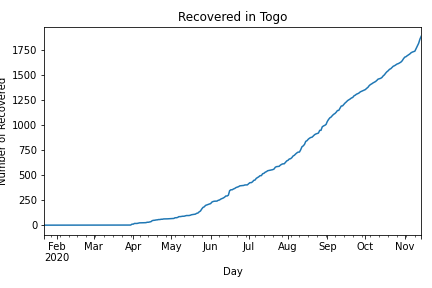 Recovered in Togo
Number of Recovered
1750
1500
1250
1000
750
500
250
0
Feb Mar Apr May Jun Jul Aug Sep Oct Nov
2020
Day